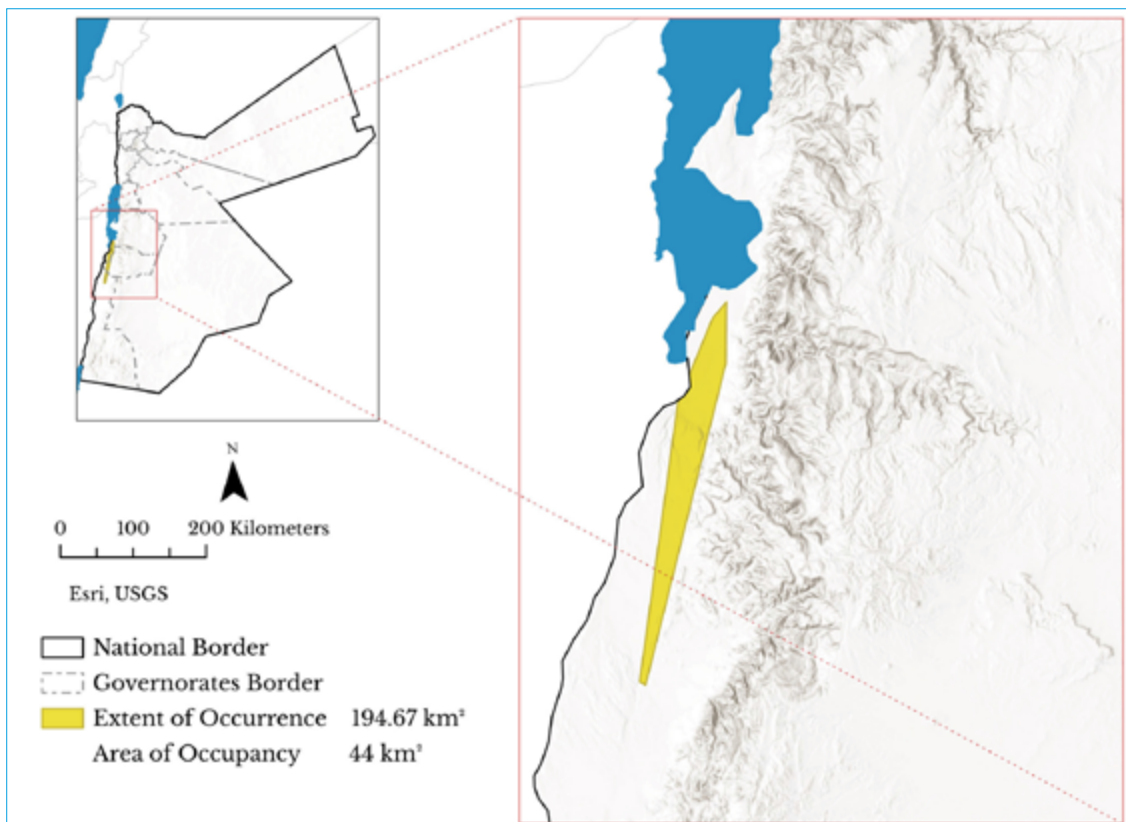 N
0 100 200 Kilometers
Esri, USGS
National Border
Governorates Border
Extent of Occurrence 194.67 km²
Area of Occupancy 44 km²